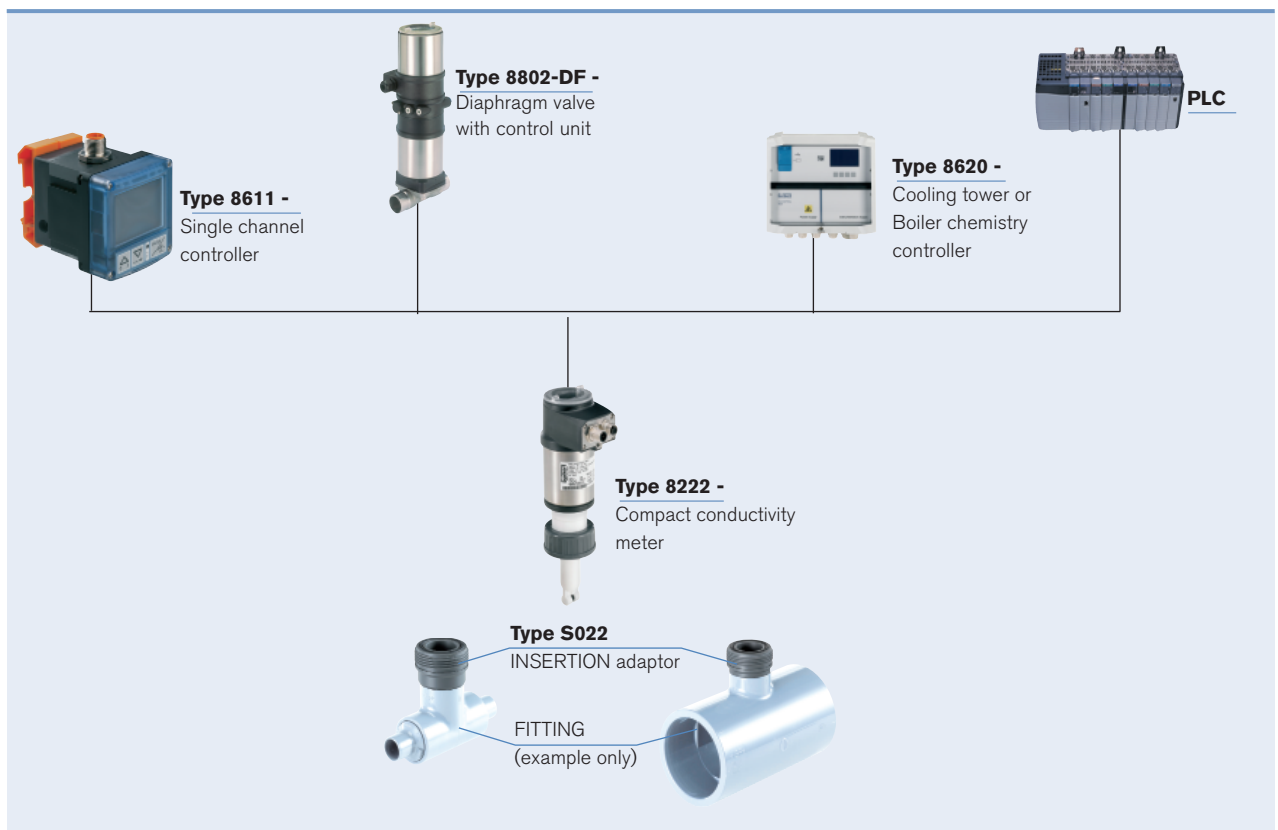 Type 8802-DF -
Diaphragm valve
with control unit
PLC
Type 8611 -
Single channel
controller
Type 8620 -
Cooling tower or
Boiler chemistry
controller
Type 8222 -
Compact conductivity
meter
Type S022
INSERTION adaptor
FITTING
(example only)